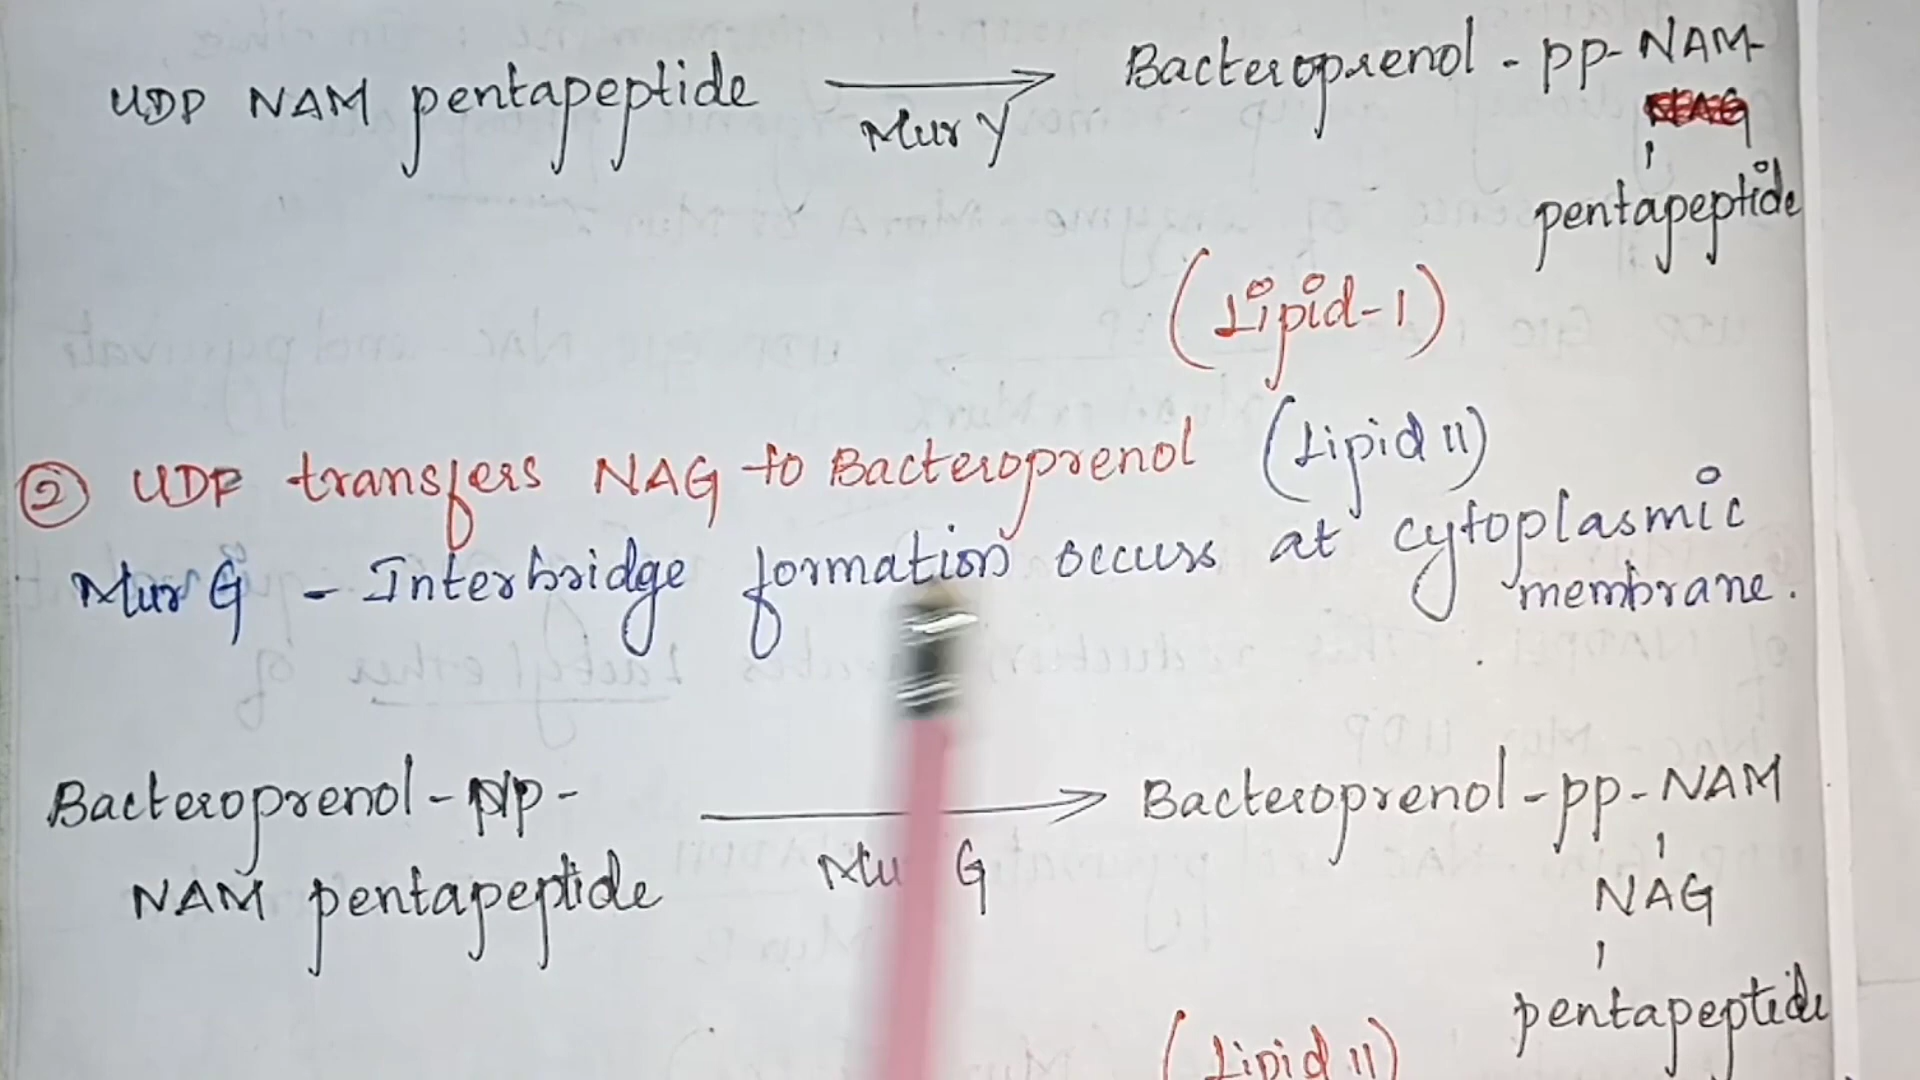 UDP NAM pentapeptide ⟶ Bacteroprenol - pp- NAM-
Mur Y
pentapeptide
(Lipid-I)
② UDP transfers NAG to Bacteroprenol (Lipid II)
Mur G - Interbridge formation occurs at cytoplasmic
membrane.
Bacteroprenol - pp- ⟶ Bacteroprenol - pp- NAM
NAM pentapeptide
Mu G
NAG
pentapeptide
(Lipid II)